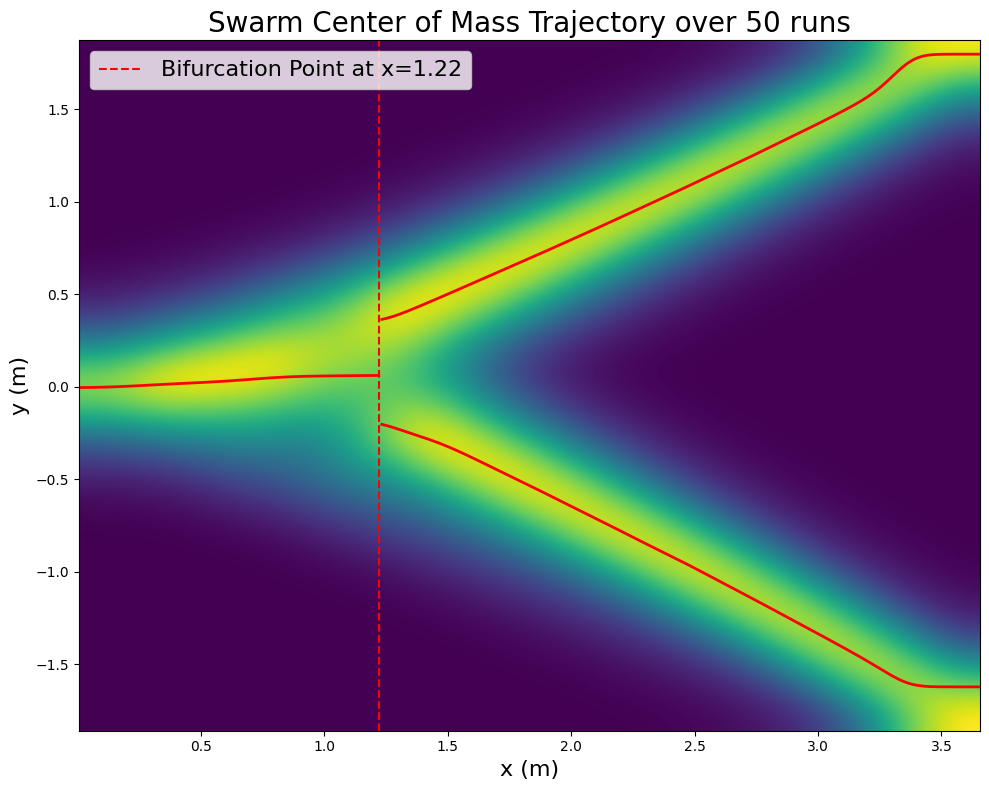 Swarm Center of Mass Trajectory over 50 runs
Bifurcation Point at x=1.22
1.5
1.0
0.5
0.0
−0.5
−1.0
−1.5
y (m)
0.5 1.0 1.5 2.0 2.5 3.0 3.5
x (m)